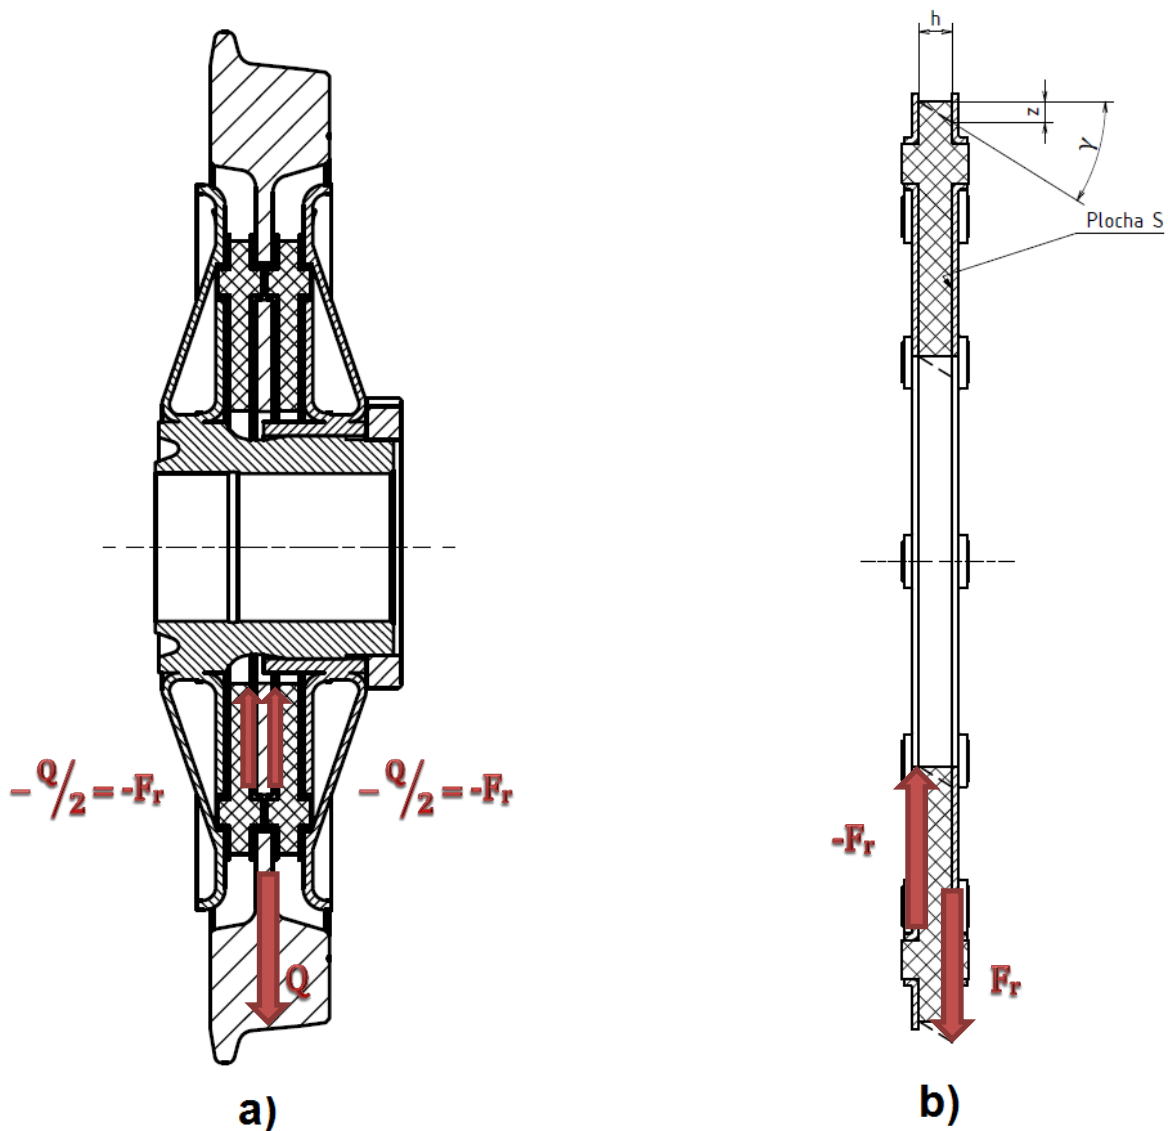 h
z
γ
Plocha S
−Q/2 = -Fr
−Q/2 = -Fr
Q
-Fr
Fr
a)
b)